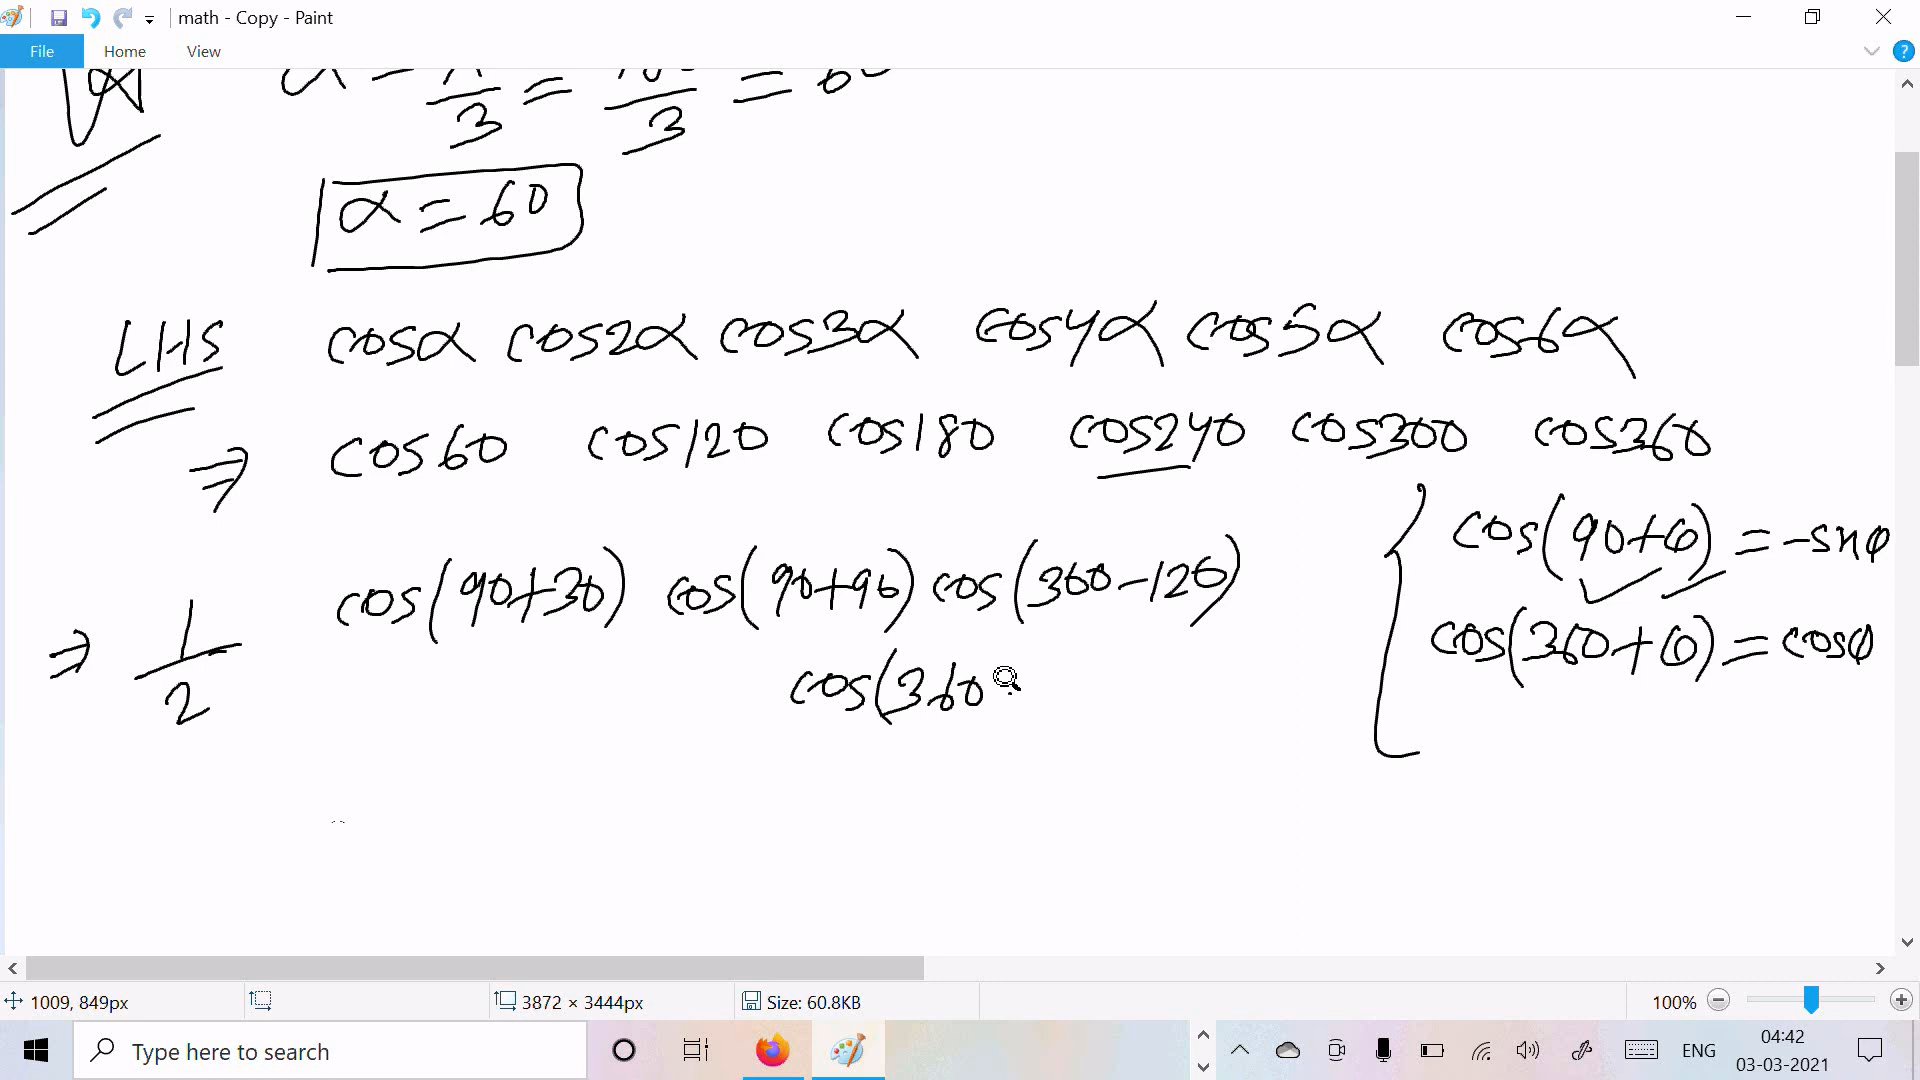 math - Copy - Paint
File Home View
α = π/3 = /3 = 60
α = 60
LHS cosα cos2α cos3α cos4α cos5α cos6α
⇒ cos60 cos120 cos180 cos240 cos300 cos360
cos(90+θ) = -sinθ
⇒ 1/2 cos(90+30) cos(90+90) cos(360-120)
cos(360+θ) = cosθ
cos(360
1009, 849px 3872 × 3444px Size: 60.8KB 100%
Type here to search ENG 04:42
03-03-2021